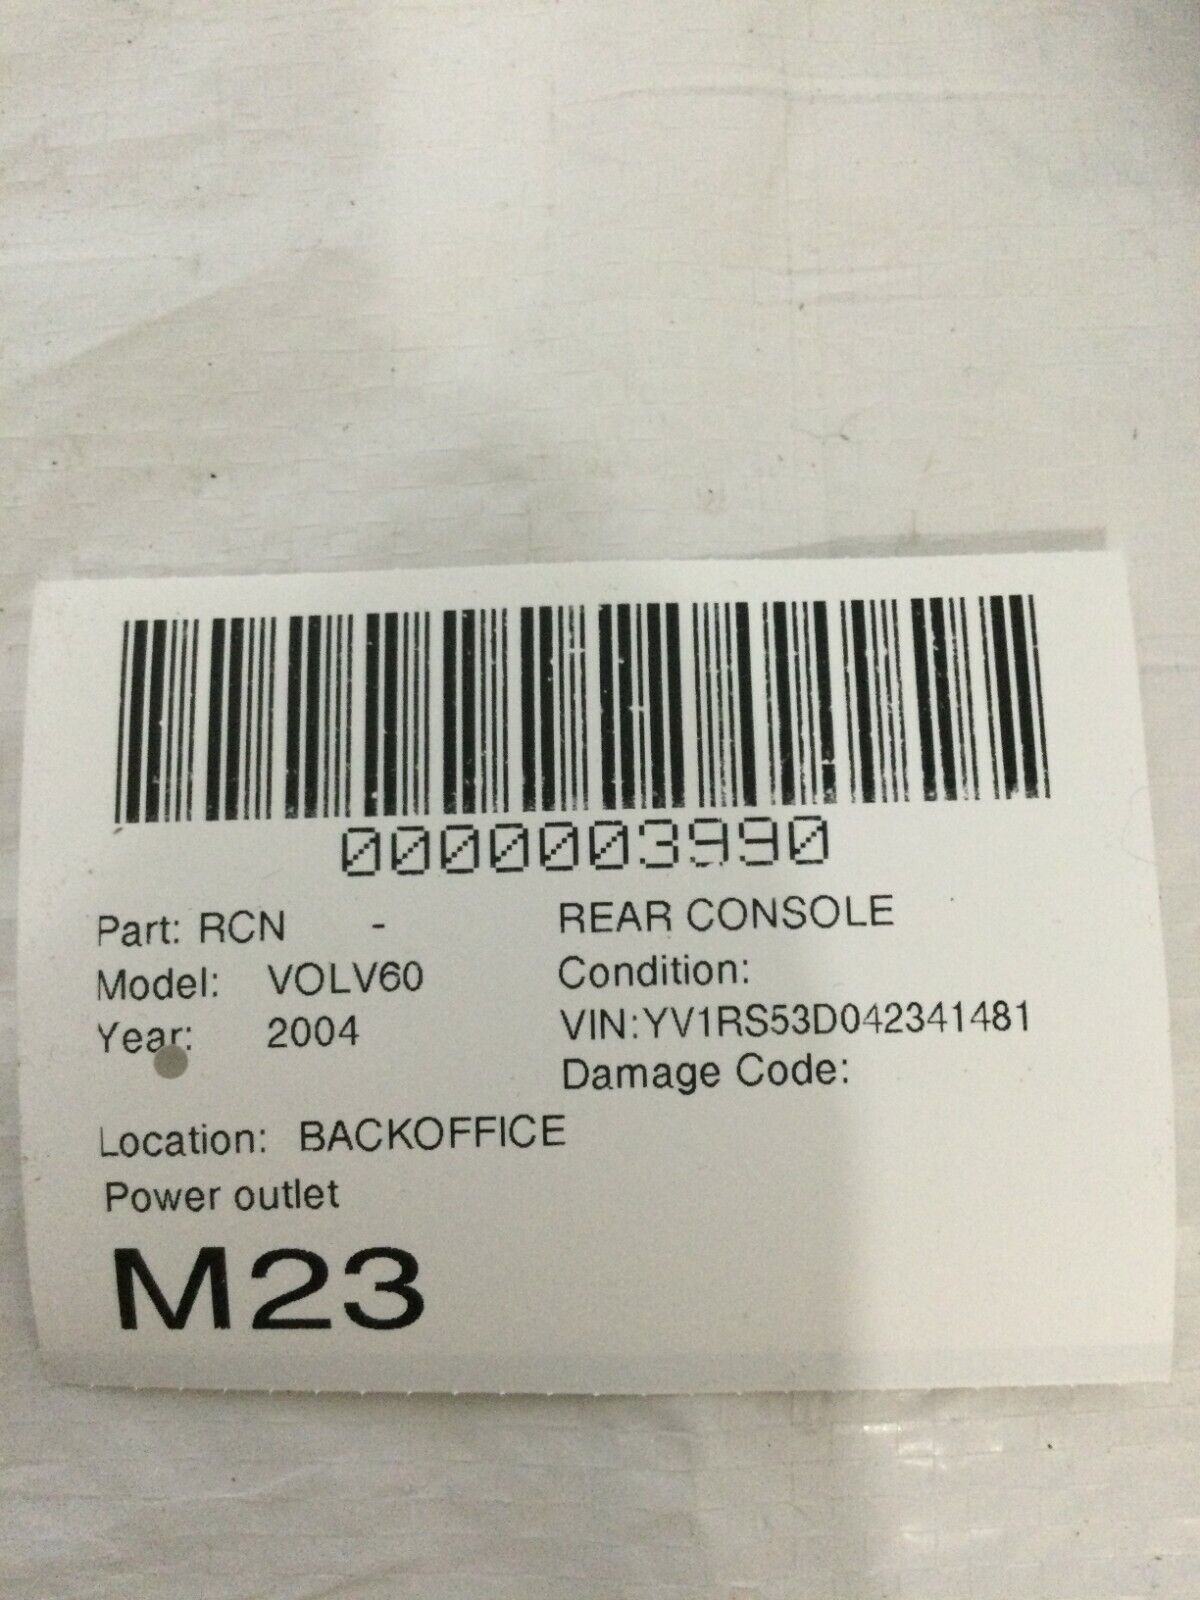 0000003990
Part: RCN - REAR CONSOLE
Model: VOLV60 Condition:
Year: 2004 VIN:YV1RS53D042341481
Damage Code:
Location: BACKOFFICE
Power outlet
M23